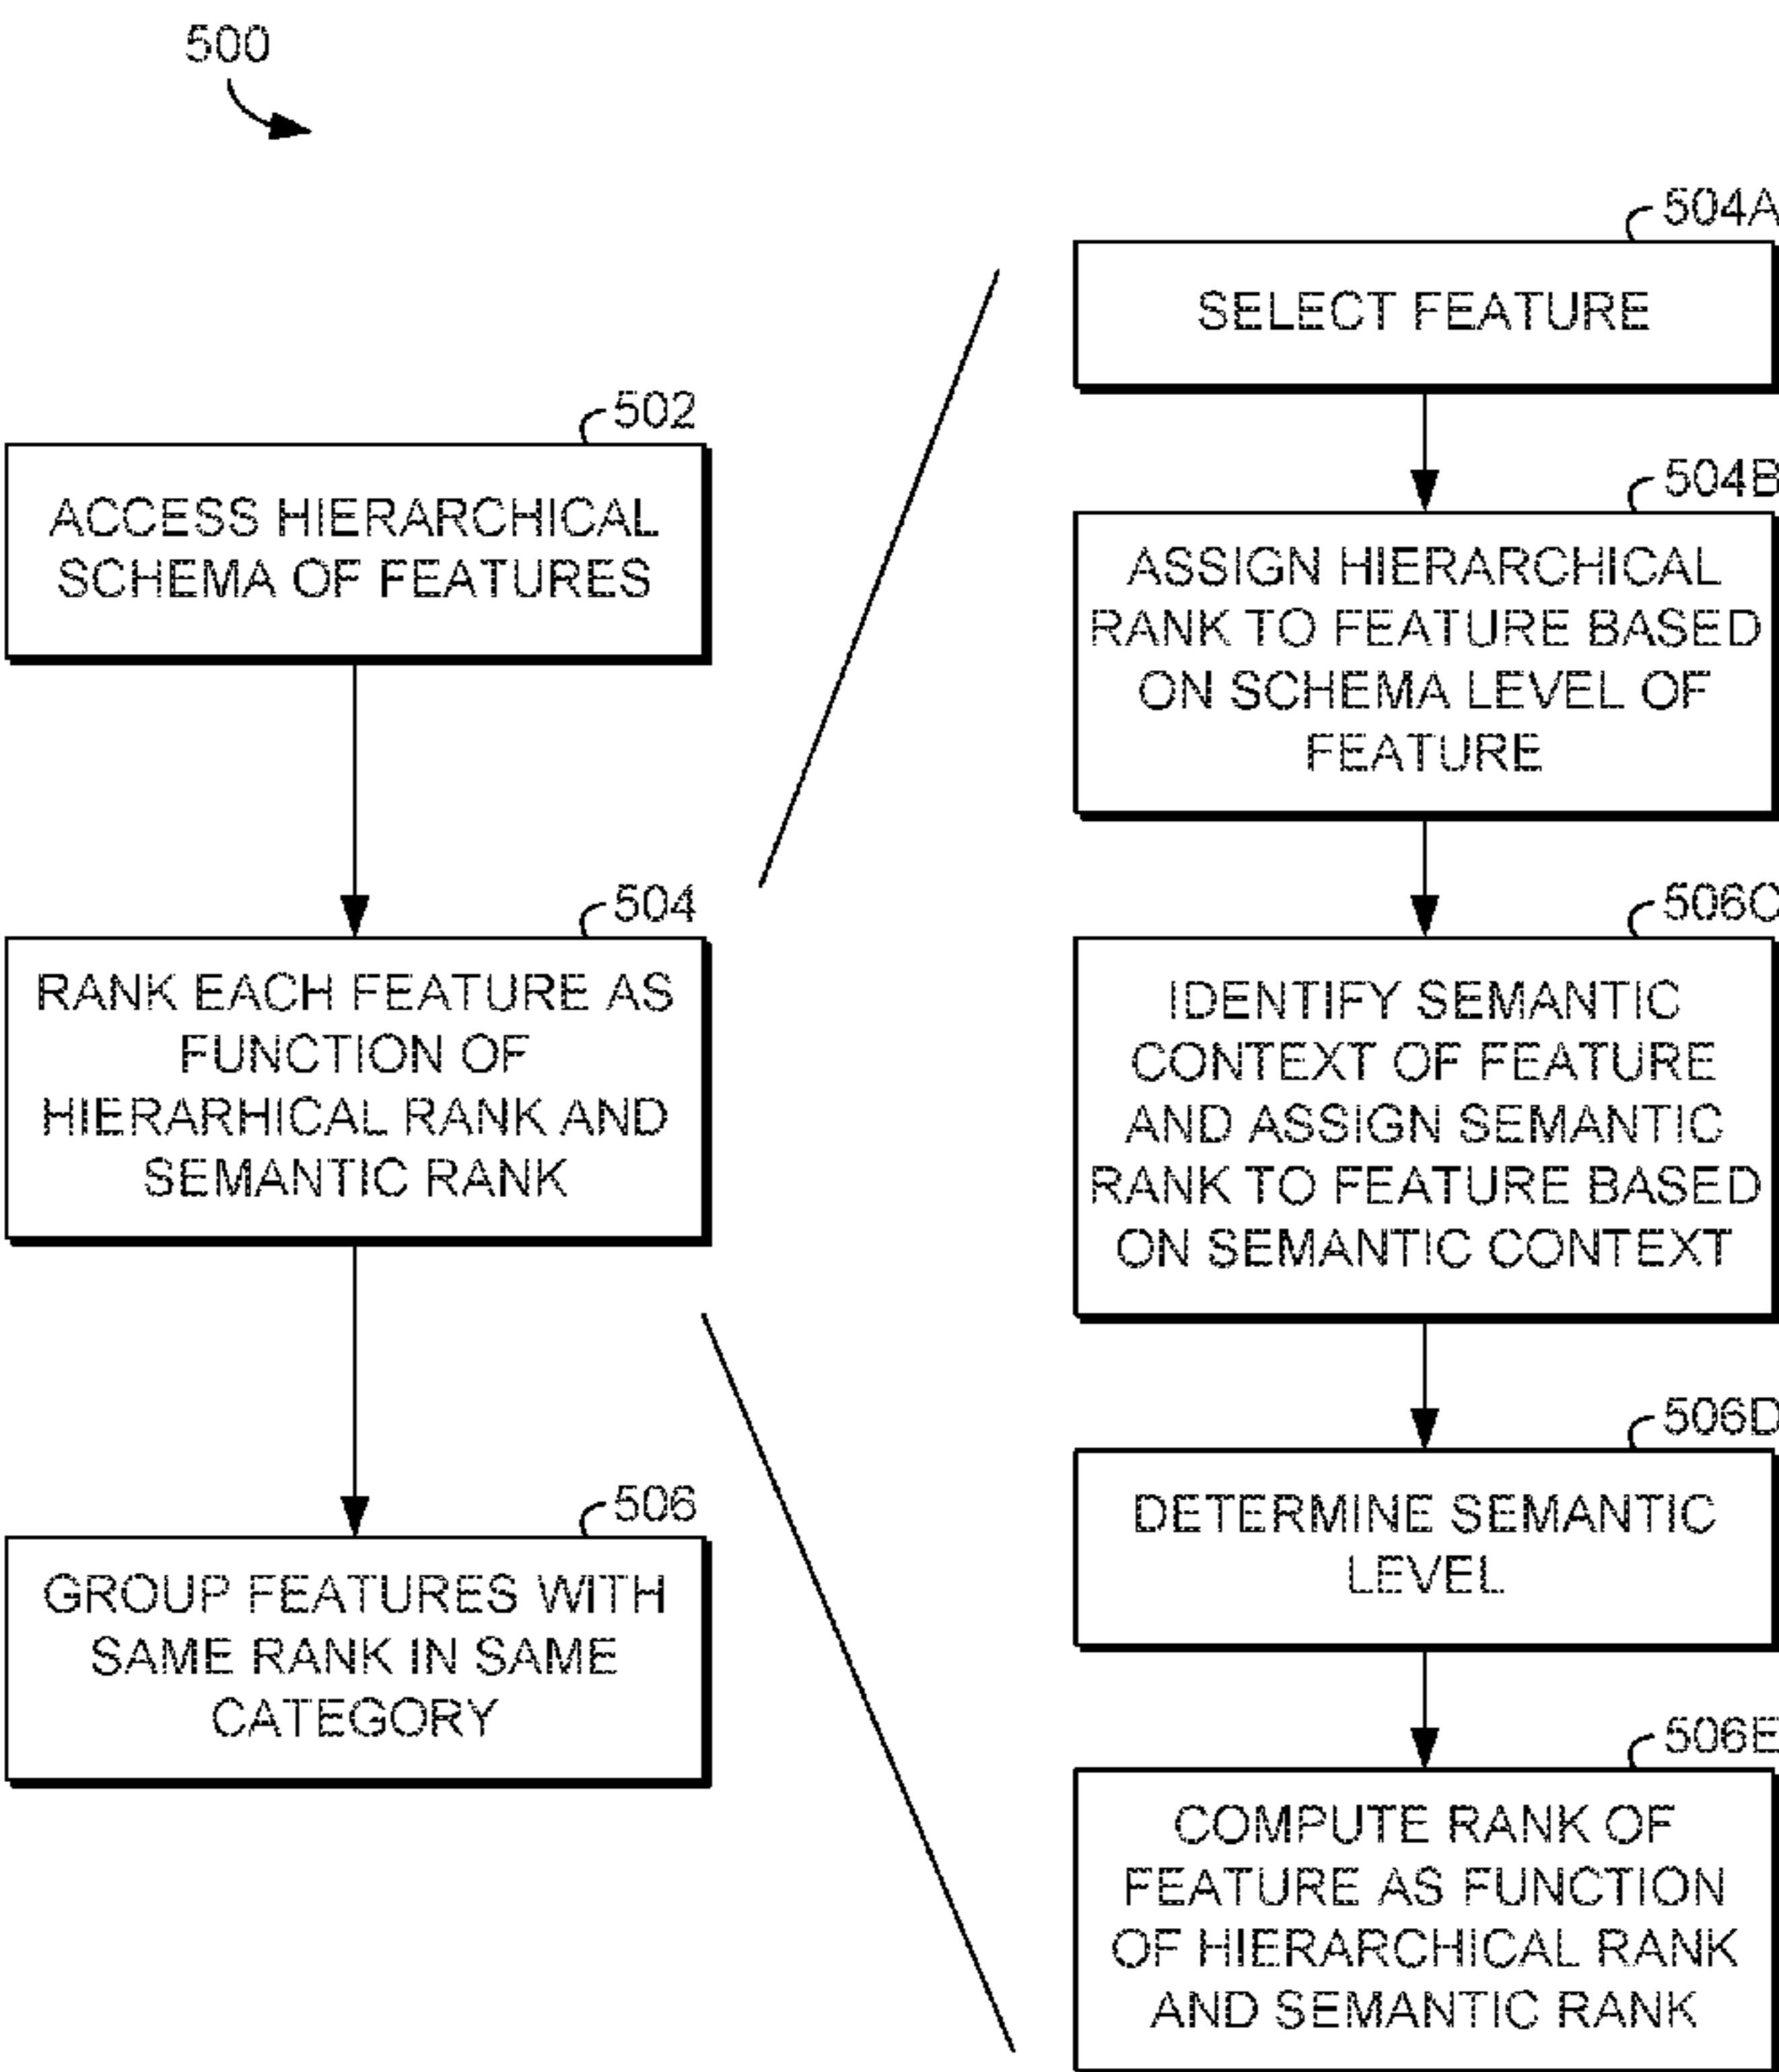 500
502
ACCESS HIERARCHICAL
SCHEMA OF FEATURES
504
RANK EACH FEATURE AS
FUNCTION OF
HIERARHICAL RANK AND
SEMANTIC RANK
506
GROUP FEATURES WITH
SAME RANK IN SAME
CATEGORY
504A
SELECT FEATURE
504B
ASSIGN HIERARCHICAL
RANK TO FEATURE BASED
ON SCHEMA LEVEL OF
FEATURE
506C
IDENTIFY SEMANTIC
CONTEXT OF FEATURE
AND ASSIGN SEMANTIC
RANK TO FEATURE BASED
ON SEMANTIC CONTEXT
506D
DETERMINE SEMANTIC
LEVEL
506E
COMPUTE RANK OF
FEATURE AS FUNCTION
OF HIERARCHICAL RANK
AND SEMANTIC RANK